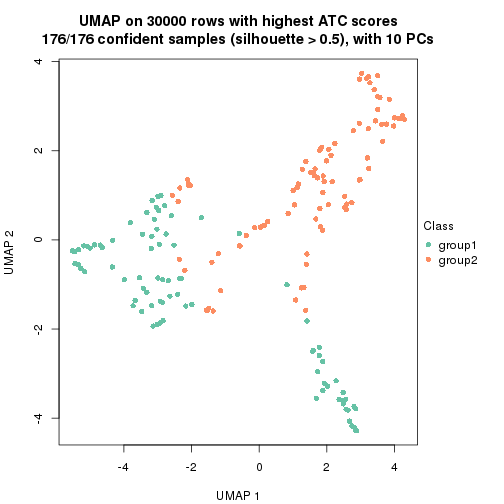 UMAP on 30000 rows with highest ATC scores
176/176 confident samples (silhouette > 0.5), with 10 PCs
4
2
0
-2
-4
UMAP 2
-4
-2
0
2
4
UMAP 1
Class
group1
group2